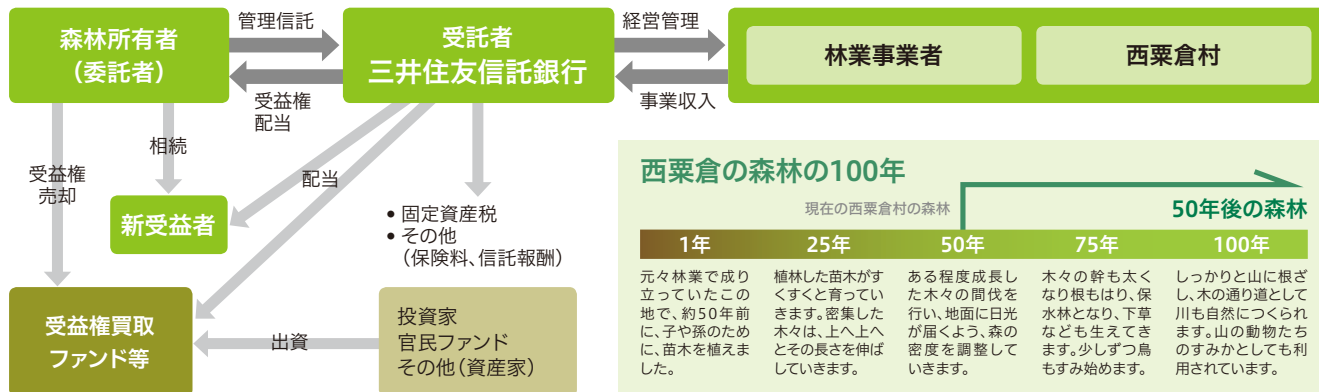 森林所有者
（委託者）
管理信託
受益権
配当
受託者
三井住友信託銀行
経営管理
事業収入
林業事業者
西粟倉村
受益権
売却
相続
配当
新受益者
• 固定資産税
• その他
（保険料、信託報酬）
受益権買取
ファンド等
出資
投資家
官民ファンド
その他（資産家）
西粟倉の森林の100年
現在の西粟倉村の森林
50年後の森林
1年
元々林業で成り
立っていたこの
地で、約50年前
に、子や孫のため
に、苗木を植えま
した。
25年
植林した苗木がす
くすくと育ってい
きます。密集した
木々は、上へ上へ
とその長さを伸ば
していきます。
50年
ある程度成長し
た木々の間伐を
行い、地面に日光
が届くよう、森の
密度を調整して
いきます。
75年
木々の幹も太く
なり根もはり、保
水林となり、下草
なども生えてき
ます。少しずつ鳥
もすみ始めます。
100年
しっかりと山に根ざ
し、木の通り道として
川も自然につくられ
ます。山の動物たち
のすみかとしても利
用されています。